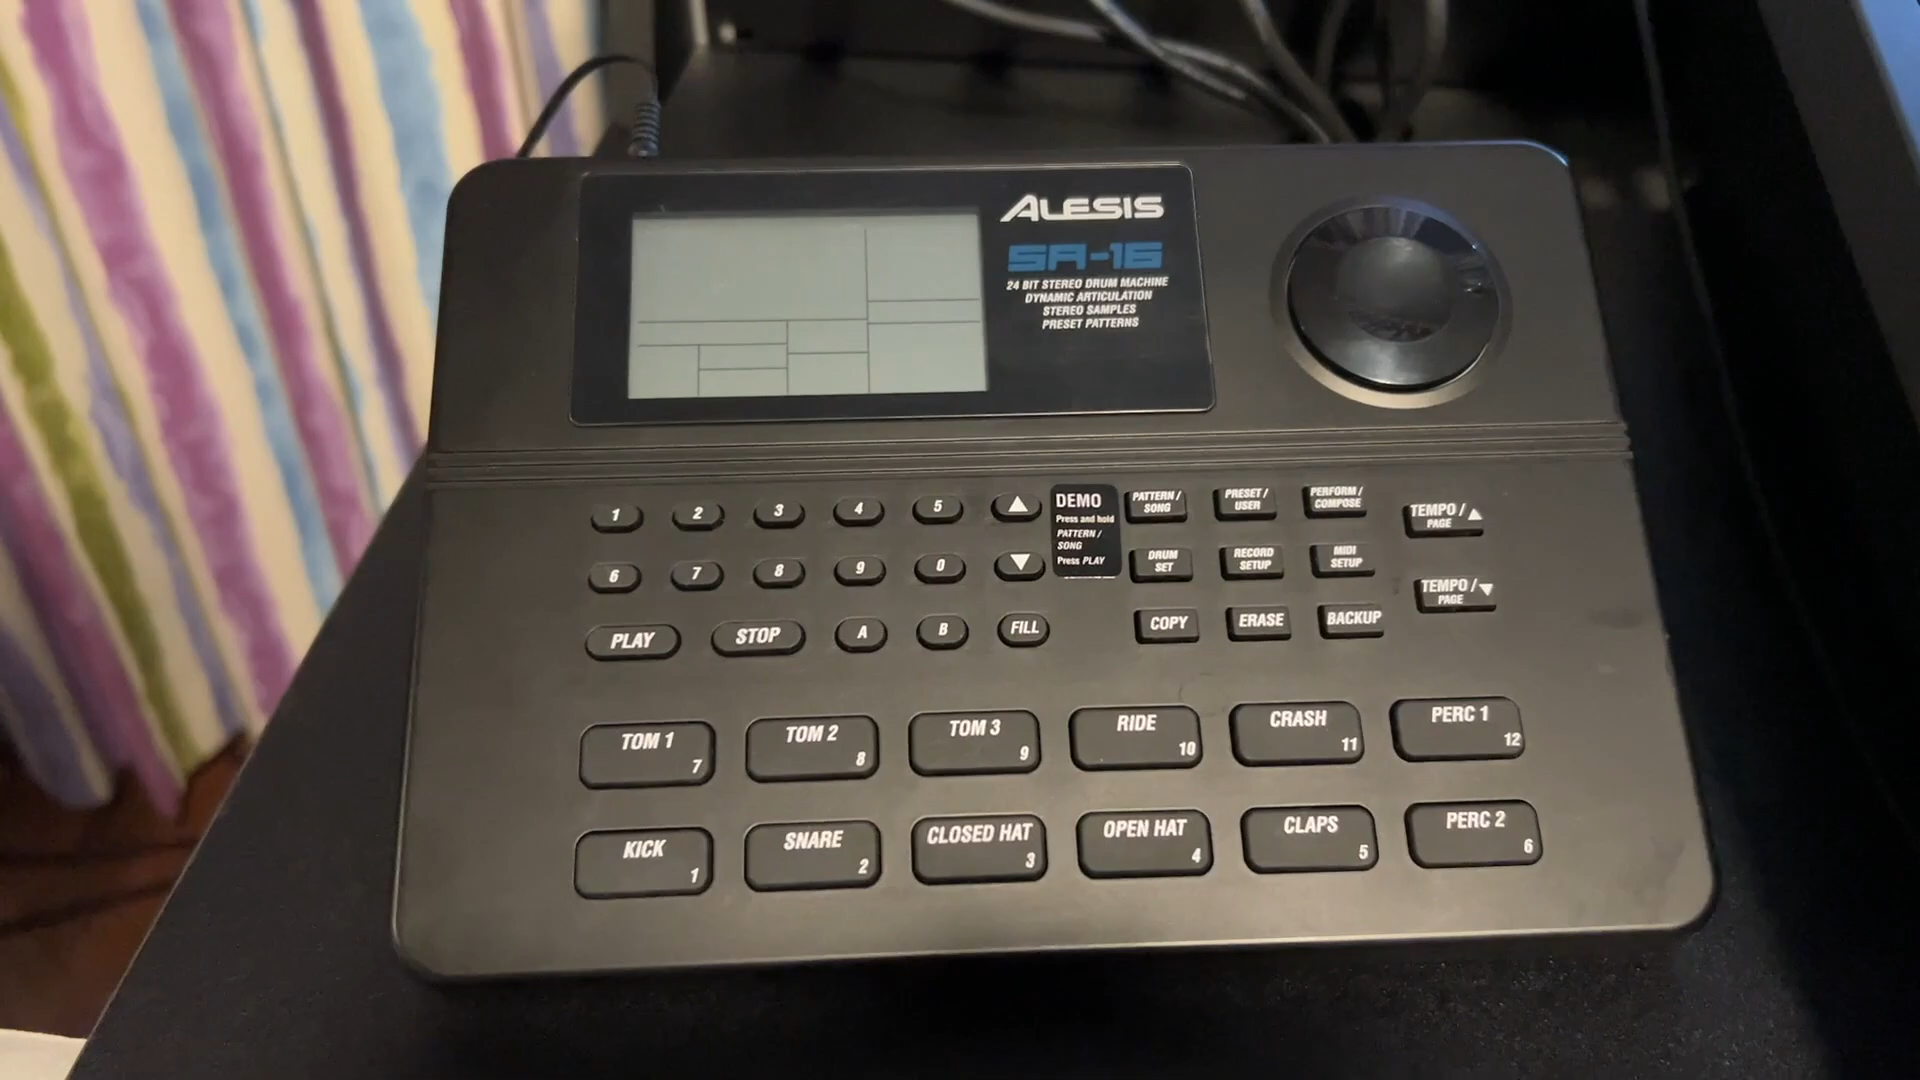 ALESIS
SR-16
24 BIT STEREO DRUM MACHINE
DYNAMIC ARTICULATION
STEREO SAMPLES
PRESET PATTERNS
1 2 3 4 5 ▲
DEMO
Press and hold
PATTERN /
SONG
Press PLAY
PATTERN /
SONG
PRESET /
USER
PERFORM /
COMPOSE
TEMPO / ▲
PAGE
6 7 8 9 0 ▼
DRUM
SET
RECORD
SETUP
MIDI
SETUP
TEMPO / ▼
PAGE
PLAY STOP A B FILL
COPY ERASE BACKUP
TOM 1
7
TOM 2
8
TOM 3
9
RIDE
10
CRASH
11
PERC 1
12
KICK
1
SNARE
2
CLOSED HAT
3
OPEN HAT
4
CLAPS
5
PERC 2
6